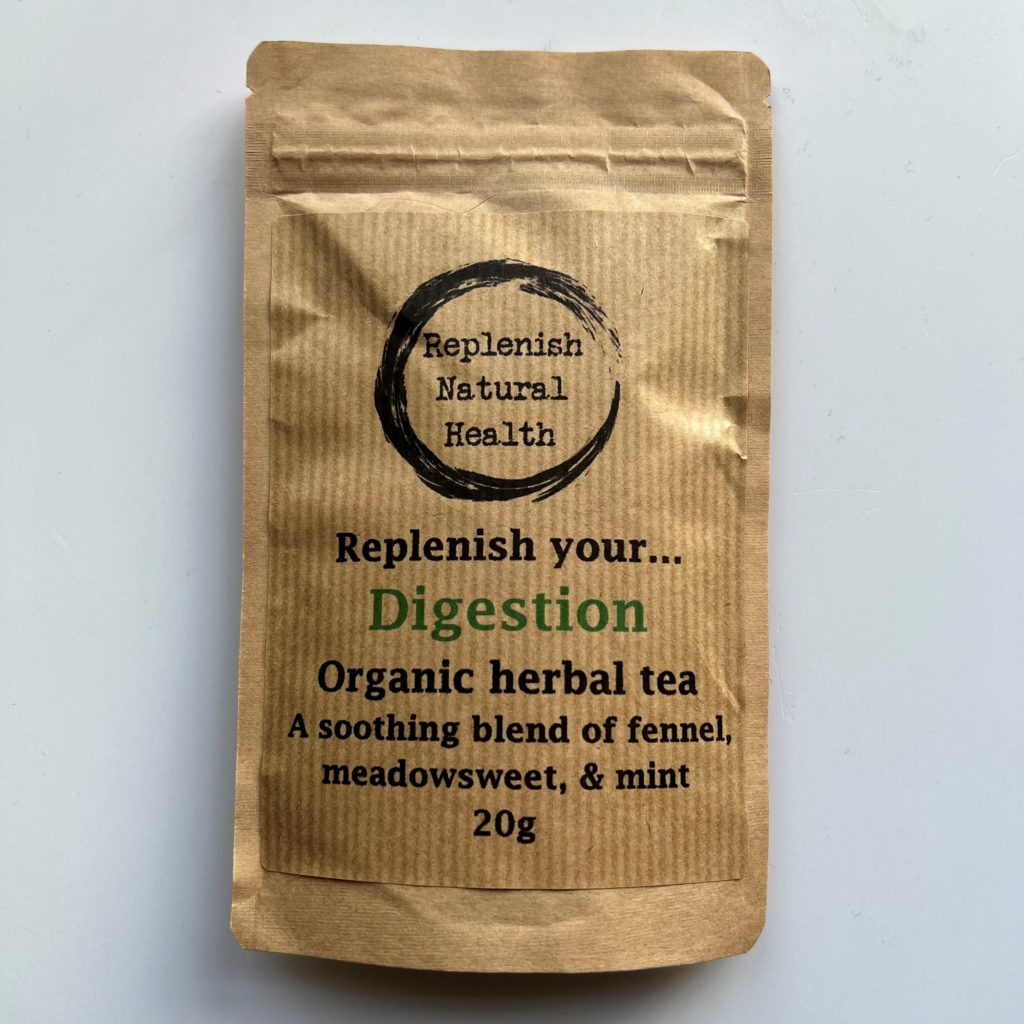 Replenish
Natural
Health
Replenish your...
Digestion
Organic herbal tea
A soothing blend of fennel,
meadowsweet, & mint
20g